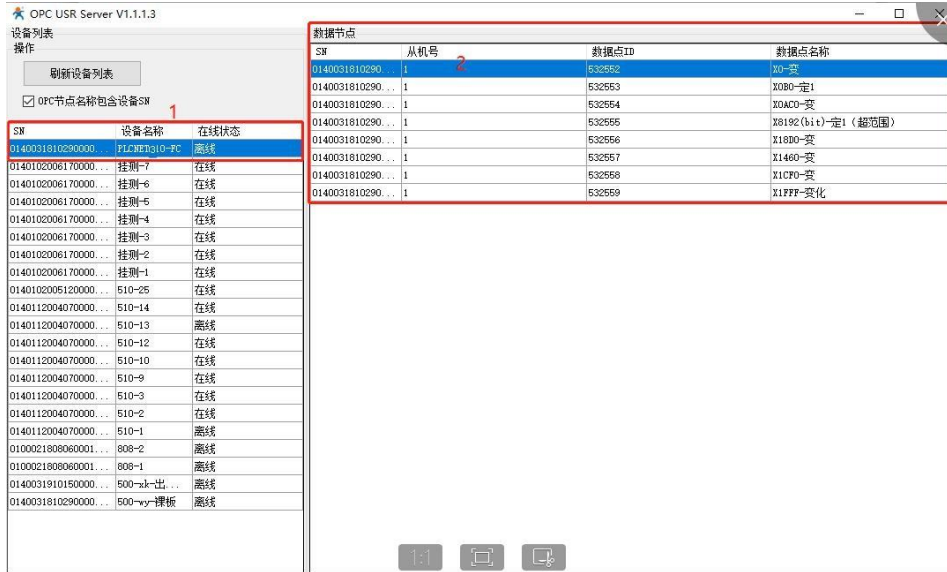 OPC USR Server V1.1.1.3
设备列表
操作
刷新设备列表
OPC节点名称包含设备SN
1
SN 设备名称 在线状态
0140031810290000... PLCNET310-FC 离线
0140102006170000... 挂测-7 在线
0140102006170000... 挂测-6 在线
0140102006170000... 挂测-5 在线
0140102006170000... 挂测-4 在线
0140102006170000... 挂测-3 在线
0140102006170000... 挂测-2 在线
0140102006170000... 挂测-1 在线
0140102005120000... 510-25 在线
0140112004070000... 510-14 在线
0140112004070000... 510-13 离线
0140112004070000... 510-12 在线
0140112004070000... 510-10 在线
0140112004070000... 510-9 在线
0140112004070000... 510-3 在线
0140112004070000... 510-2 在线
0140112004070000... 510-1 离线
0100021808060001... 808-2 离线
0100021808060001... 808-1 离线
0140031910150000... 500-xk-出... 离线
0140031810290000... 500-wy-裸板 离线
数据节点
SN 从机号 数据点ID 数据点名称
2
0140031810290... 1 532552 X0-变
0140031810290... 1 532553 X0B0-定1
0140031810290... 1 532554 X0AC0-变
0140031810290... 1 532555 X8192(bit)-定1（超范围）
0140031810290... 1 532556 X18D0-变
0140031810290... 1 532557 X1460-变
0140031810290... 1 532558 X1CF0-变
0140031810290... 1 532559 X1FFF-变化
1:1